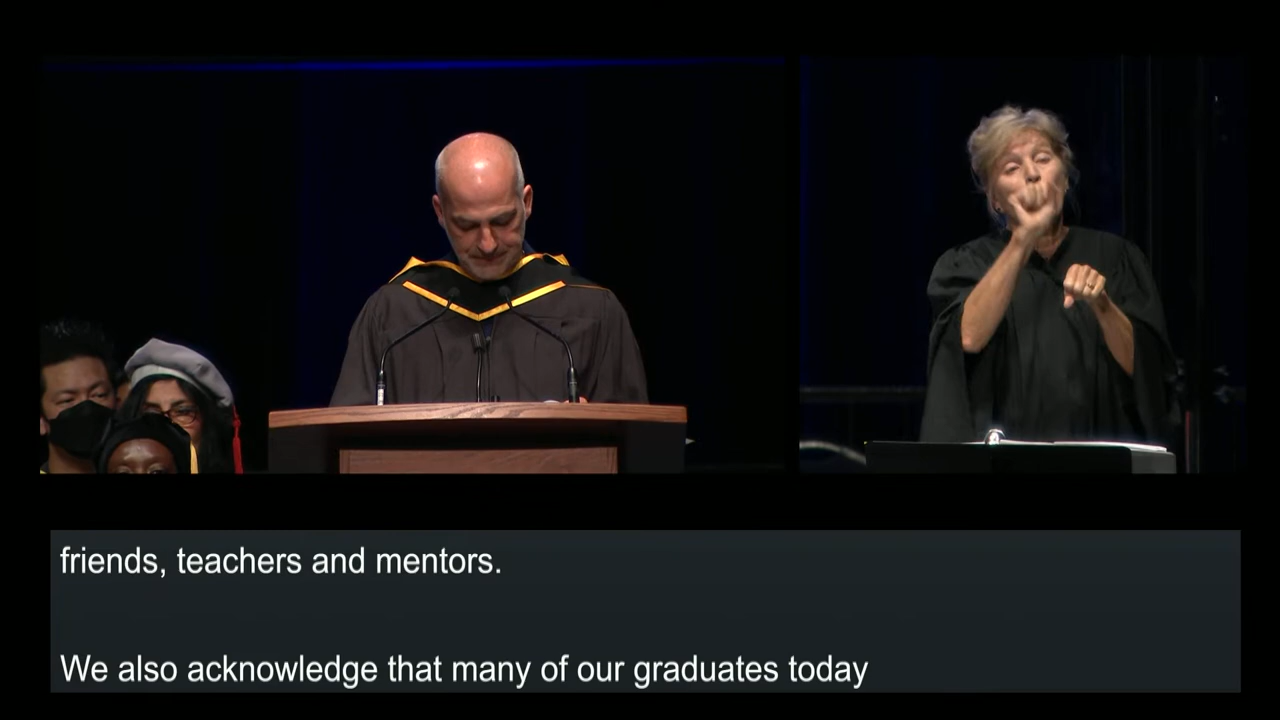 friends, teachers and mentors.
We also acknowledge that many of our graduates today